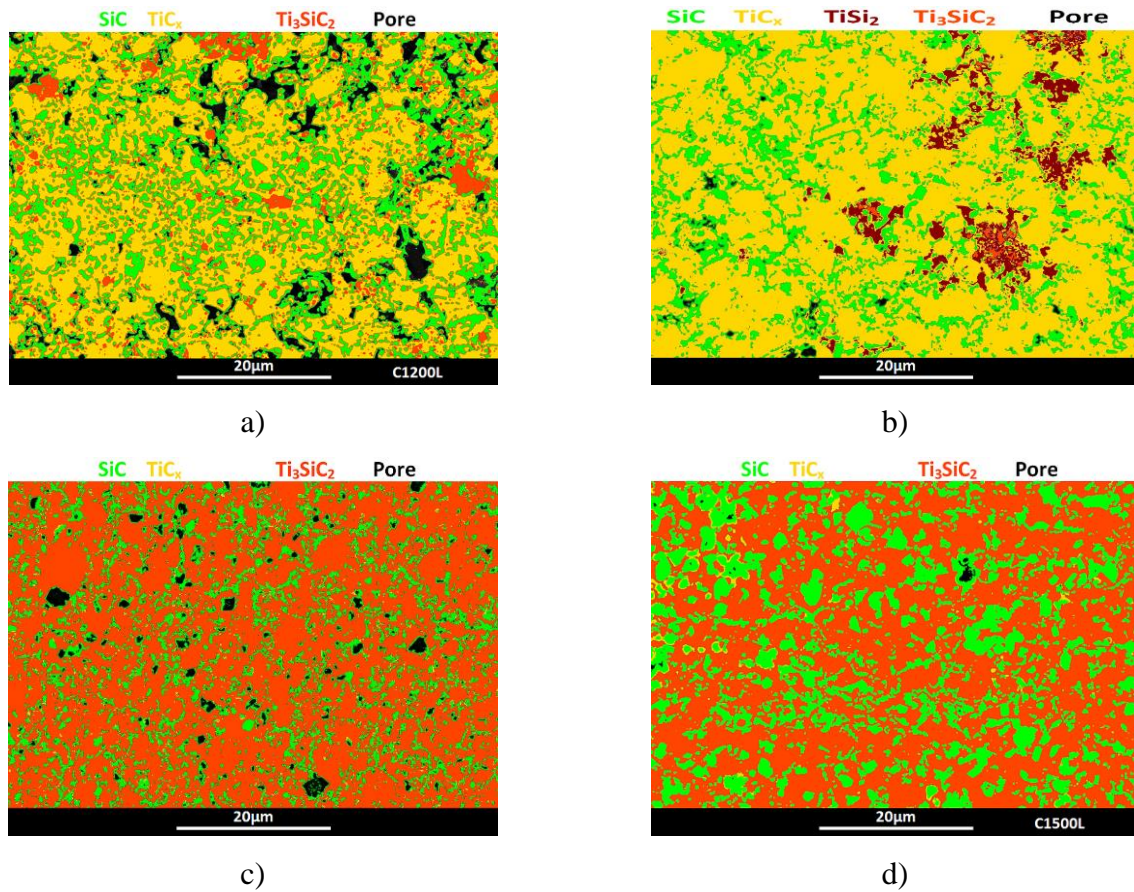 SiC TiCₓ Ti₃SiC₂ Pore
20µm C1200L
a)
SiC TiCₓ TiSi₂ Ti₃SiC₂ Pore
20µm
b)
SiC TiCₓ Ti₃SiC₂ Pore
20µm
c)
SiC TiCₓ Ti₃SiC₂ Pore
20µm C1500L
d)